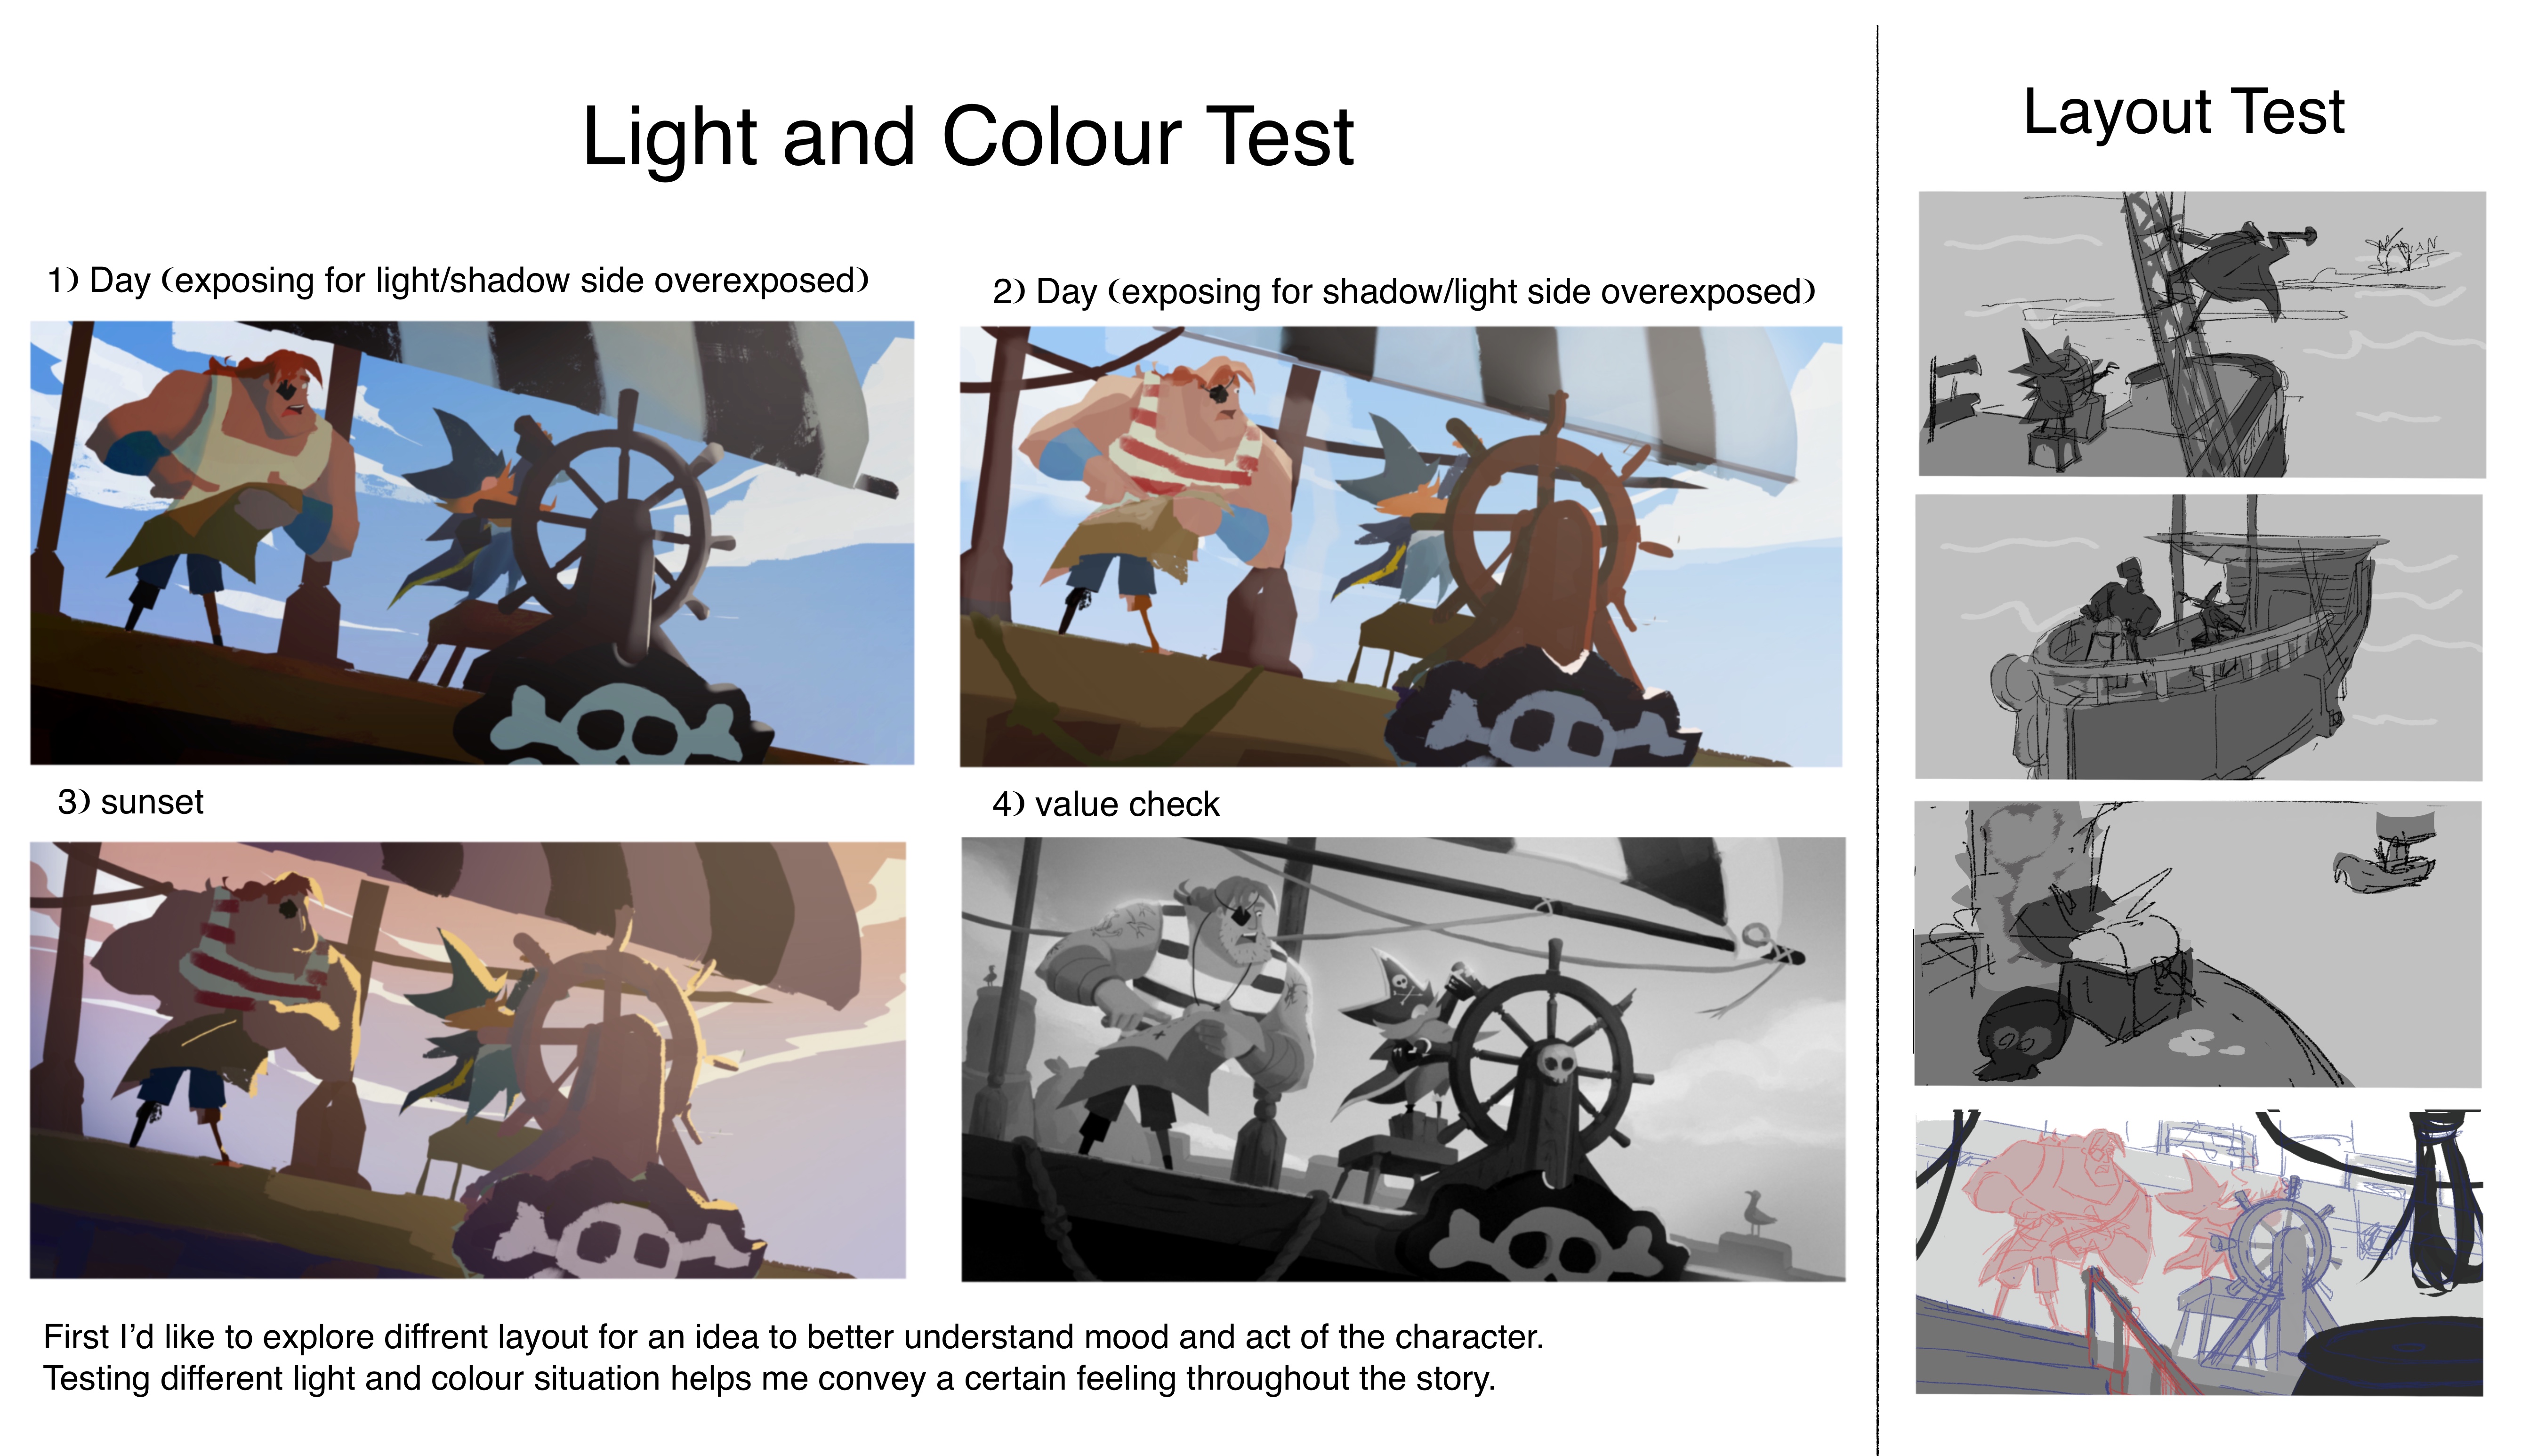 Light and Colour Test
1) Day (exposing for light/shadow side overexposed)
2) Day (exposing for shadow/light side overexposed)
3) sunset
4) value check
First I'd like to explore diffrent layout for an idea to better understand mood and act of the character.
Testing different light and colour situation helps me convey a certain feeling throughout the story.
Layout Test